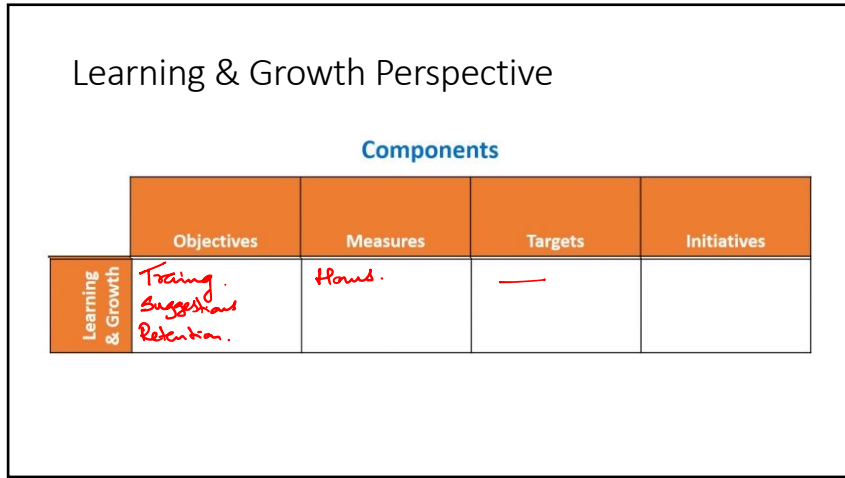 Learning & Growth Perspective
Components
Objectives Measures Targets Initiatives
Learning
& Growth
Training. Hours.
Suggestions
Retention.